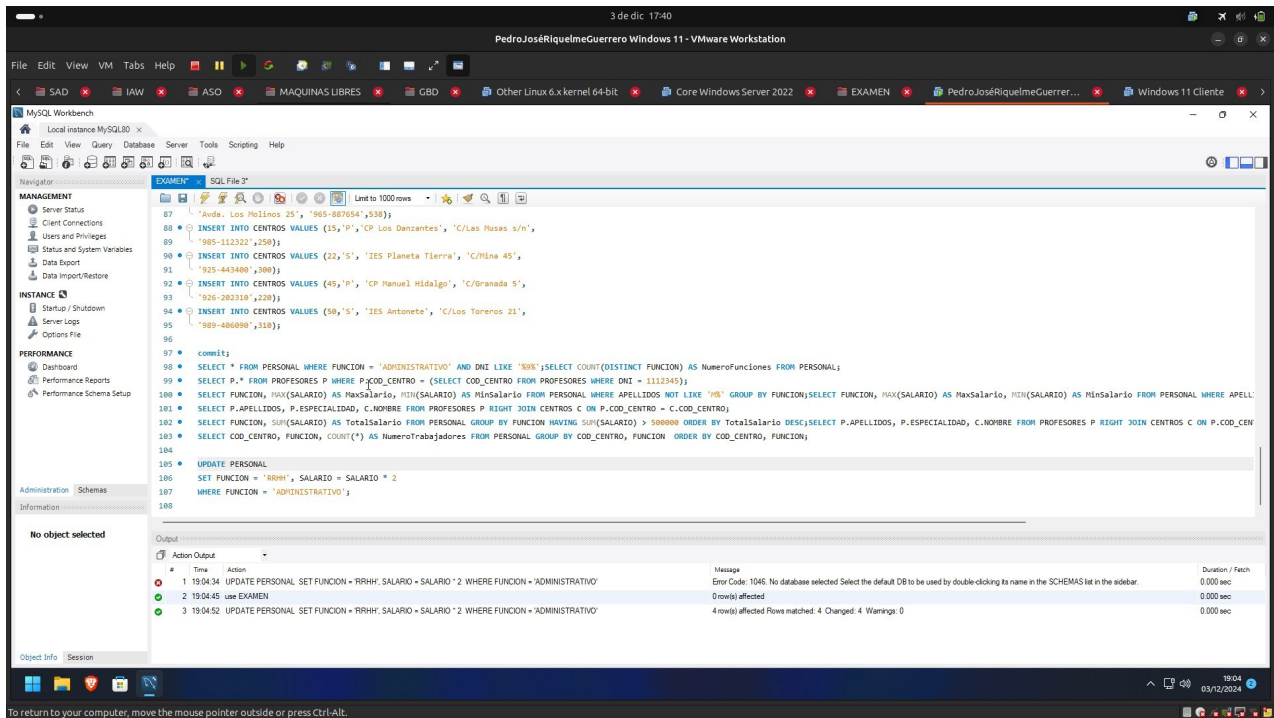 3 de dic 17:40
PedroJoséRiquelmeGuerrero Windows 11 - VMware Workstation
File Edit View VM Tabs Help
SAD IAW ASO MAQUINAS LIBRES GBD Other Linux 6.x kernel 64-bit Core Windows Server 2022 EXAMEN PedroJoséRiquelmeGuerrer... Windows 11 Cliente
MySQL Workbench
Local instance MySQL80
File Edit View Query Database Server Tools Scripting Help
Navigator
MANAGEMENT
Server Status
Client Connections
Users and Privileges
Status and System Variables
Data Export
Data Import/Restore
INSTANCE
Startup / Shutdown
Server Logs
Options File
PERFORMANCE
Dashboard
Performance Reports
Performance Schema Setup
Administration Schemas
Information
No object selected
Object Info Session
EXAMEN* SQL File 3*
Limit to 1000 rows
87 'Avda. Los Molinos 25', '965-887654',538);
88 INSERT INTO CENTROS VALUES (15,'P','CP Los Danzantes', 'C/Las Musas s/n',
89 '985-112322',250);
90 INSERT INTO CENTROS VALUES (22,'S', 'IES Planeta Tierra', 'C/Mina 45',
91 '925-443400',300);
92 INSERT INTO CENTROS VALUES (45,'P', 'CP Manuel Hidalgo', 'C/Granada 5',
93 '926-202310',220);
94 INSERT INTO CENTROS VALUES (50,'S', 'IES Antonete', 'C/Los Toreros 21',
95 '989-406090',310);
96
97 commit;
98 SELECT * FROM PERSONAL WHERE FUNCION = 'ADMINISTRATIVO' AND DNI LIKE '%9%';SELECT COUNT(DISTINCT FUNCION) AS NumeroFunciones FROM PERSONAL;
99 SELECT P.* FROM PROFESORES P WHERE P.COD_CENTRO = (SELECT COD_CENTRO FROM PROFESORES WHERE DNI = 1112345);
100 SELECT FUNCION, MAX(SALARIO) AS MaxSalario, MIN(SALARIO) AS MinSalario FROM PERSONAL WHERE APELLIDOS NOT LIKE 'M%' GROUP BY FUNCION;SELECT FUNCION, MAX(SALARIO) AS MaxSalario, MIN(SALARIO) AS MinSalario FROM PERSONAL WHERE APELL
101 SELECT P.APELLIDOS, P.ESPECIALIDAD, C.NOMBRE FROM PROFESORES P RIGHT JOIN CENTROS C ON P.COD_CENTRO = C.COD_CENTRO;
102 SELECT FUNCION, SUM(SALARIO) AS TotalSalario FROM PERSONAL GROUP BY FUNCION HAVING SUM(SALARIO) > 500000 ORDER BY TotalSalario DESC;SELECT P.APELLIDOS, P.ESPECIALIDAD, C.NOMBRE FROM PROFESORES P RIGHT JOIN CENTROS C ON P.COD_CEN
103 SELECT COD_CENTRO, FUNCION, COUNT(*) AS NumeroTrabajadores FROM PERSONAL GROUP BY COD_CENTRO, FUNCION ORDER BY COD_CENTRO, FUNCION;
104
105 UPDATE PERSONAL
106 SET FUNCION = 'RRHH', SALARIO = SALARIO * 2
107 WHERE FUNCION = 'ADMINISTRATIVO';
108
Output
Action Output
# Time Action Message Duration / Fetch
1 19:04:34 UPDATE PERSONAL SET FUNCION = 'RRHH', SALARIO = SALARIO * 2 WHERE FUNCION = 'ADMINISTRATIVO' Error Code: 1046. No database selected Select the default DB to be used by double-clicking its name in the SCHEMAS list in the sidebar. 0.000 sec
2 19:04:45 use EXAMEN 0 row(s) affected 0.000 sec
3 19:04:52 UPDATE PERSONAL SET FUNCION = 'RRHH', SALARIO = SALARIO * 2 WHERE FUNCION = 'ADMINISTRATIVO' 4 row(s) affected Rows matched: 4 Changed: 4 Warnings: 0 0.000 sec
19:04
03/12/2024 2
To return to your computer, move the mouse pointer outside or press Ctrl-Alt.